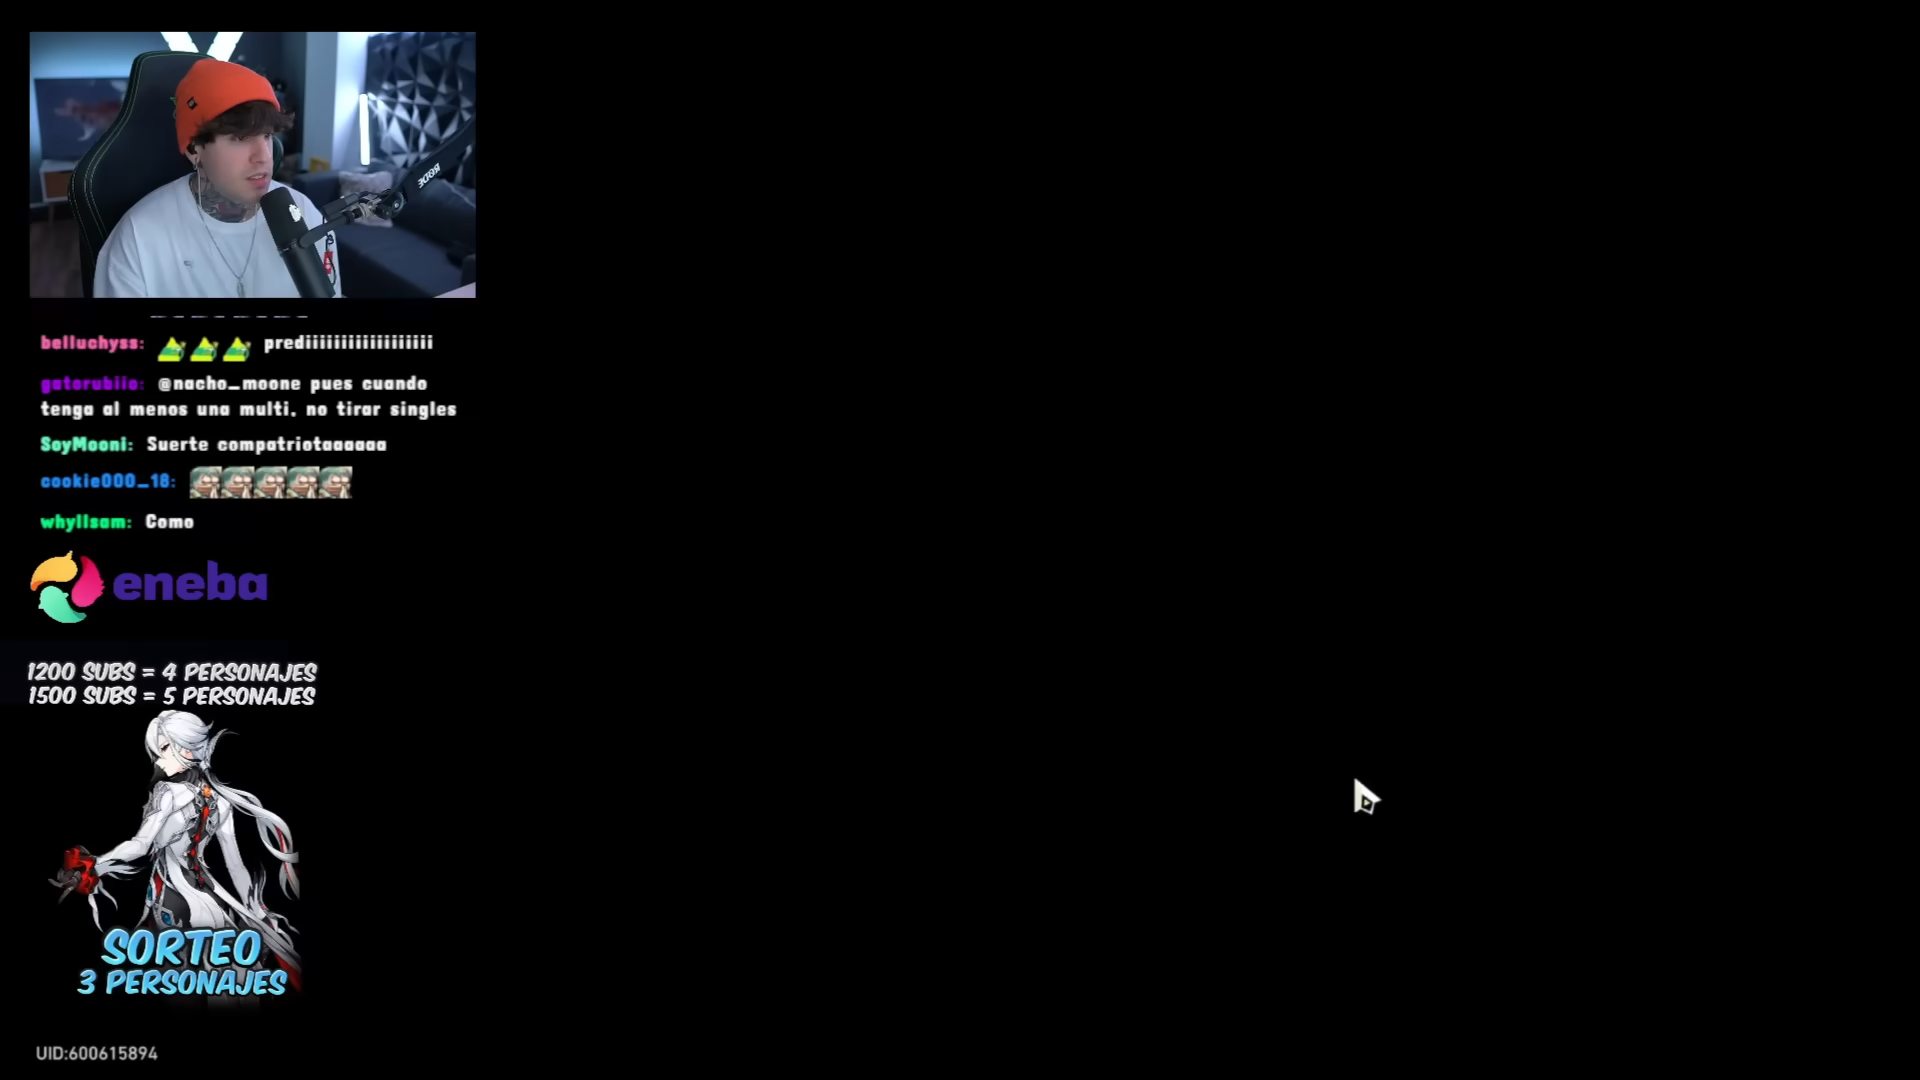 RØDE
belluchyss: prediiiiiiiiiiiiiiiiii
gatorubiio: @nacho_moone pues cuando
tenga al menos una multi, no tirar singles
SoyMooni: Suerte compatriotaaaaaa
cookie000_18:
whyllsam: Como
eneba
1200 SUBS = 4 PERSONAJES
1500 SUBS = 5 PERSONAJES
SORTEO
3 PERSONAJES
UID:600615894